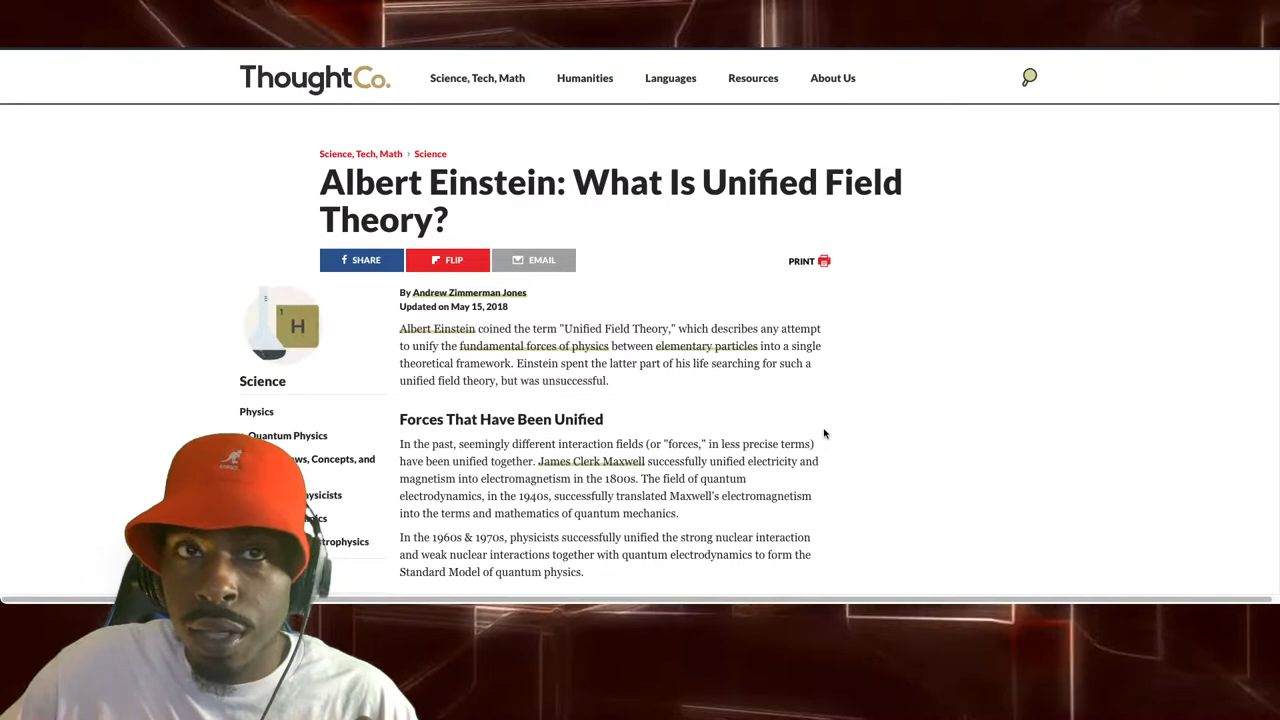 ThoughtCo.
Science, Tech, Math
Humanities
Languages
Resources
About Us
Science, Tech, Math › Science
Albert Einstein: What Is Unified Field
Theory?
SHARE
FLIP
EMAIL
PRINT
By Andrew Zimmerman Jones
Updated on May 15, 2018
Albert Einstein coined the term "Unified Field Theory," which describes any attempt
to unify the fundamental forces of physics between elementary particles into a single
theoretical framework. Einstein spent the latter part of his life searching for such a
unified field theory, but was unsuccessful.
1
H
Science
Physics
Quantum Physics
Concepts, and
Forces That Have Been Unified
In the past, seemingly different interaction fields (or "forces," in less precise terms)
have been unified together. James Clerk Maxwell successfully unified electricity and
magnetism into electromagnetism in the 1800s. The field of quantum
electrodynamics, in the 1940s, successfully translated Maxwell's electromagnetism
into the terms and mathematics of quantum mechanics.
In the 1960s & 1970s, physicists successfully unified the strong nuclear interaction
and weak nuclear interactions together with quantum electrodynamics to form the
Standard Model of quantum physics.